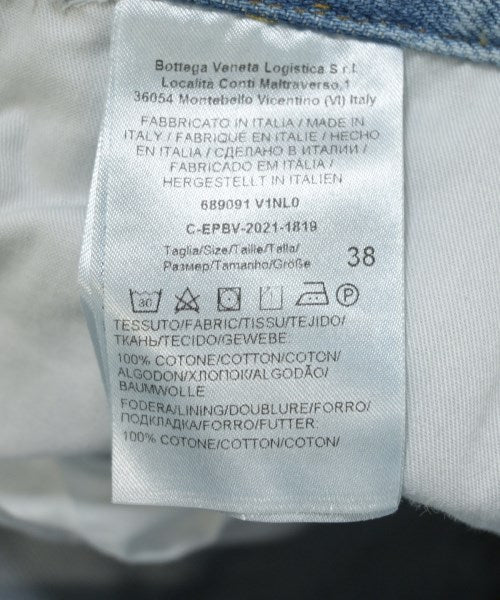 Bottega Veneta Logistica S r.l
Località Conti Maltraverso,1
36054 Montebello Vicentino (VI) Italy
FABBRICATO IN ITALIA / MADE IN
ITALY / FABRIQUÉ EN ITALIE / HECHO
EN ITALIA / СДЕЛАНО В ИТАЛИИ /
FABRICADO EM ITÁLIA /
HERGESTELLT IN ITALIEN
689091 V1NL0
C-EPBV-2021-1819
Taglia/Size/Taille/Talla/
Размер/Tamanho/Größe
38
30
P
TESSUTO/FABRIC/TISSU/TEJIDO/
ТКАНЬ/TECIDO/GEWEBE
100% COTONE/COTTON/COTON/
ALGODON/ХЛОПОК/ALGODÃO/
BAUMWOLLE
FODERA/LINING/DOUBLURE/FORRO/
ПОДКЛАДКА/FORRO/FUTTER
100% COTONE/COTTON/COTON/